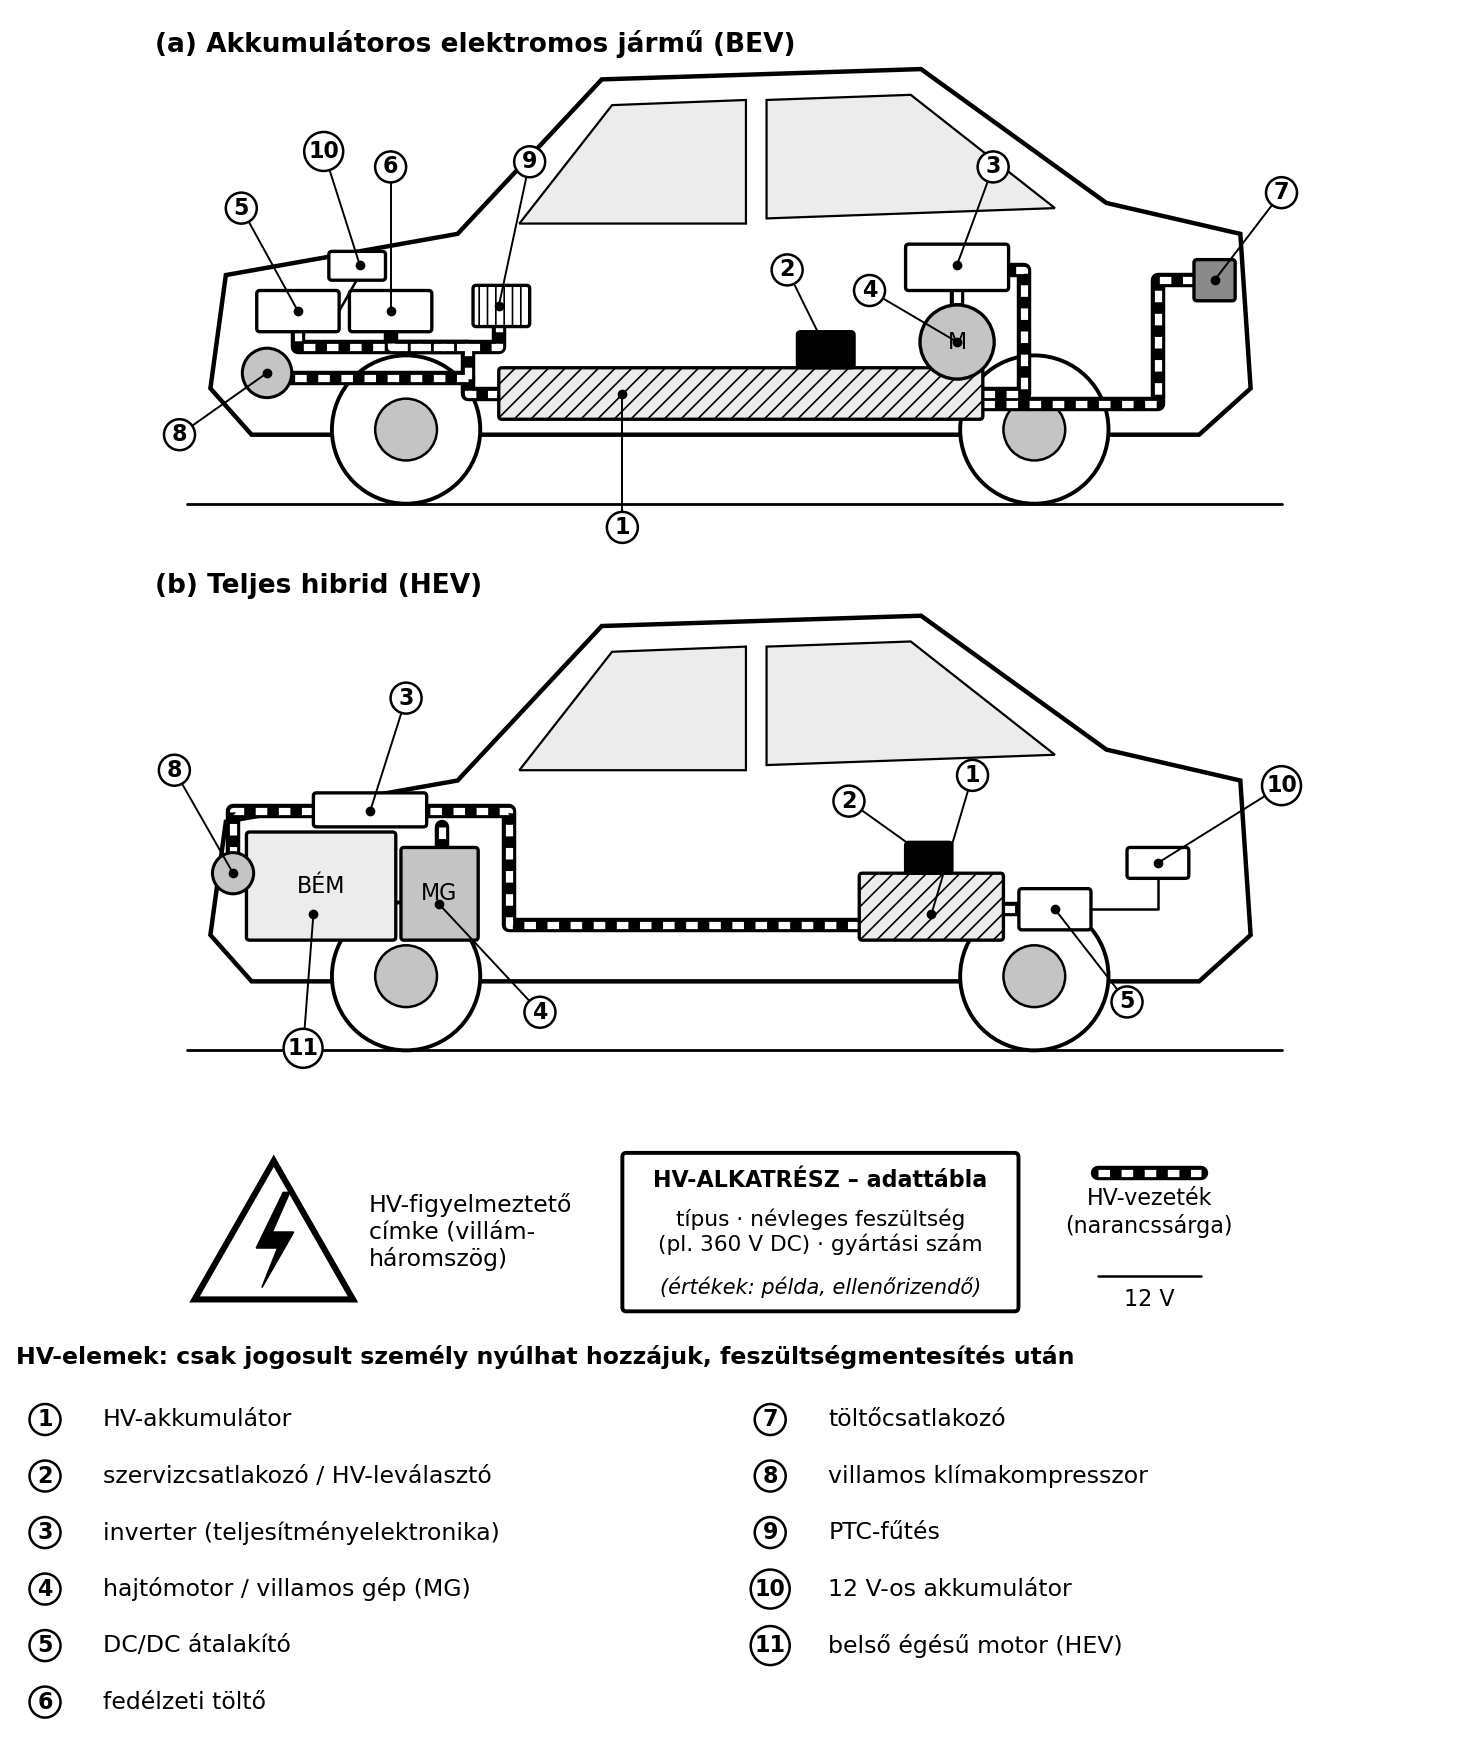 (a) Akkumulátoros elektromos jármű (BEV)
10
6
9
3
5
7
2
4
M
8
1
(b) Teljes hibrid (HEV)
3
8
1
10
2
BÉM
MG
5
4
11
HV-figyelmeztető
címke (villám-
háromszög)
HV-ALKATRÉSZ – adattábla
típus · névleges feszültség
(pl. 360 V DC) · gyártási szám
(értékek: példa, ellenőrizendő)
HV-vezeték
(narancssárga)
12 V
HV-elemek: csak jogosult személy nyúlhat hozzájuk, feszültségmentesítés után
1 HV-akkumulátor
2 szervizcsatlakozó / HV-leválasztó
3 inverter (teljesítményelektronika)
4 hajtómotor / villamos gép (MG)
5 DC/DC átalakító
6 fedélzeti töltő
7 töltőcsatlakozó
8 villamos klímakompresszor
9 PTC-fűtés
10 12 V-os akkumulátor
11 belső égésű motor (HEV)